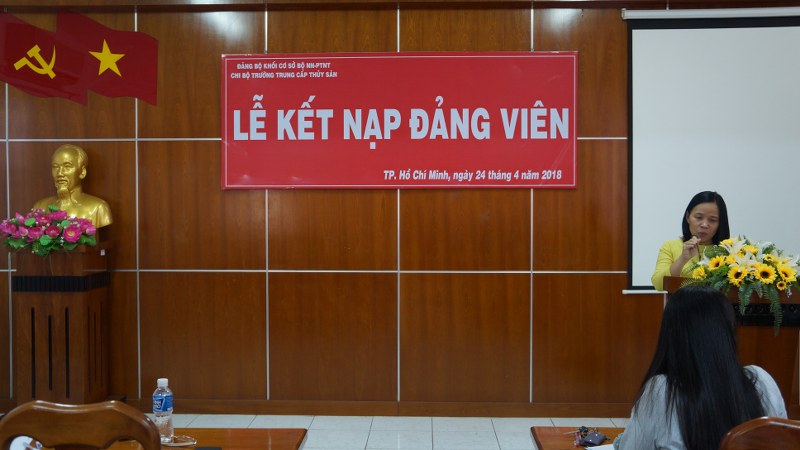 ĐẢNG BỘ KHỐI CƠ SỞ BỘ NN-PTNT
CHI BỘ TRƯỜNG TRUNG CẤP THỦY SẢN
LỄ KẾT NẠP ĐẢNG VIÊN
TP. Hồ Chí Minh, ngày 24 tháng 4 năm 2018